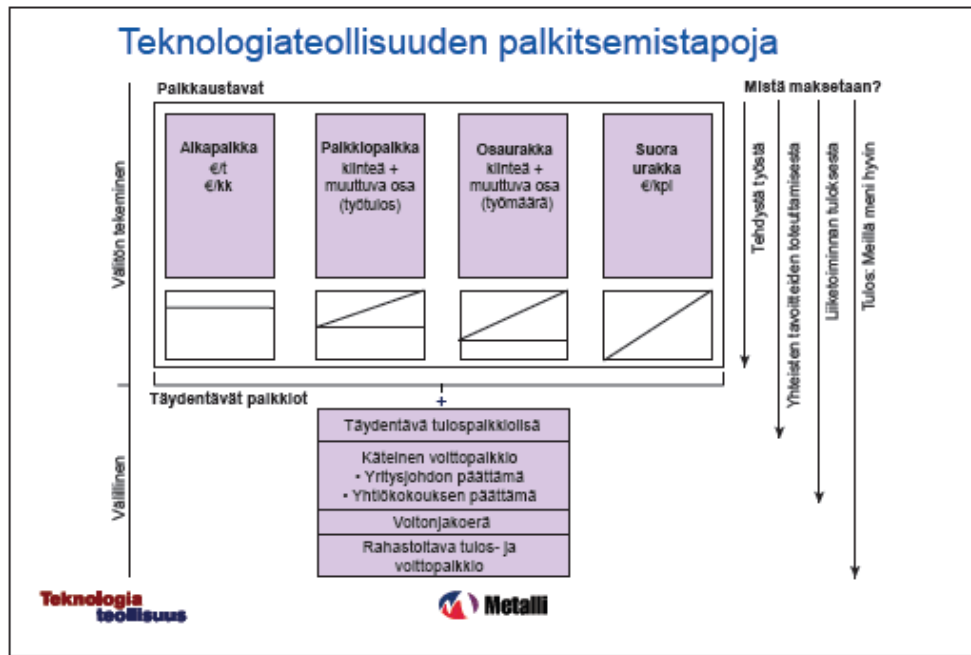 Teknologiateollisuuden palkitsemistapoja
Palkkaustavat
Mistä maksetaan?
Välitön tekeminen
Aikapalkka
€/t
€/kk
Palkkiopalkka
kiinteä +
muuttuva osa
(työtulos)
Osaurakka
kiinteä +
muuttuva osa
(työmäärä)
Suora
urakka
€/kpl
Tehdystä työstä
Yhteisten tavoitteiden toteuttamisesta
Liiketoiminnan tuloksesta
Tulos: Meillä meni hyvin
Välillinen
Täydentävät palkkiot
+
Täydentävä tulospalkkiolisä
Käteinen voittopalkkio
• Yritysjohdon päättämä
• Yhtiökokouksen päättämä
Voitonjakoerä
Rahastoitava tulos- ja
voittopalkkio
Teknologia
teollisuus
Metalli